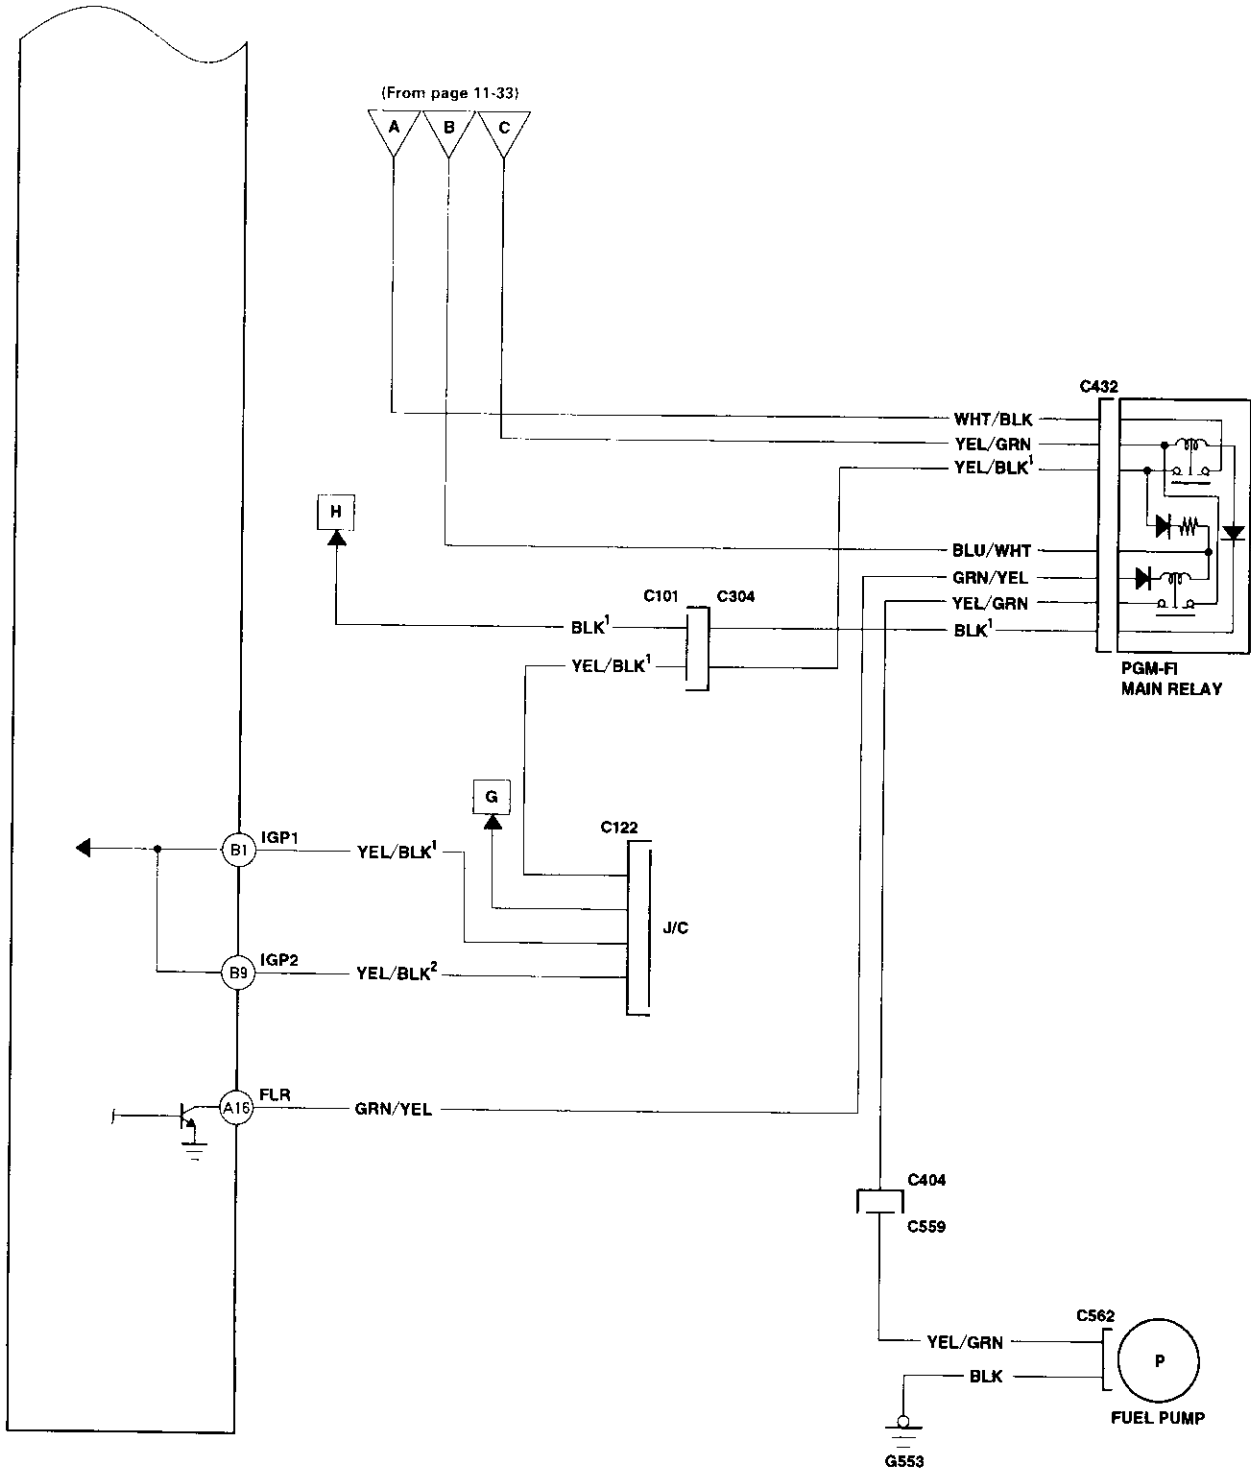 (From page 11-33)
A B C
C432
WHT/BLK
YEL/GRN
YEL/BLK¹
H
BLU/WHT
GRN/YEL
C101 C304
YEL/GRN
BLK¹
BLK¹
YEL/BLK¹
PGM-FI
MAIN RELAY
G
C122
IGP1
B1
YEL/BLK¹
J/C
IGP2
B9
YEL/BLK²
FLR
A16
GRN/YEL
C404
C559
C562
YEL/GRN
P
BLK
FUEL PUMP
G553